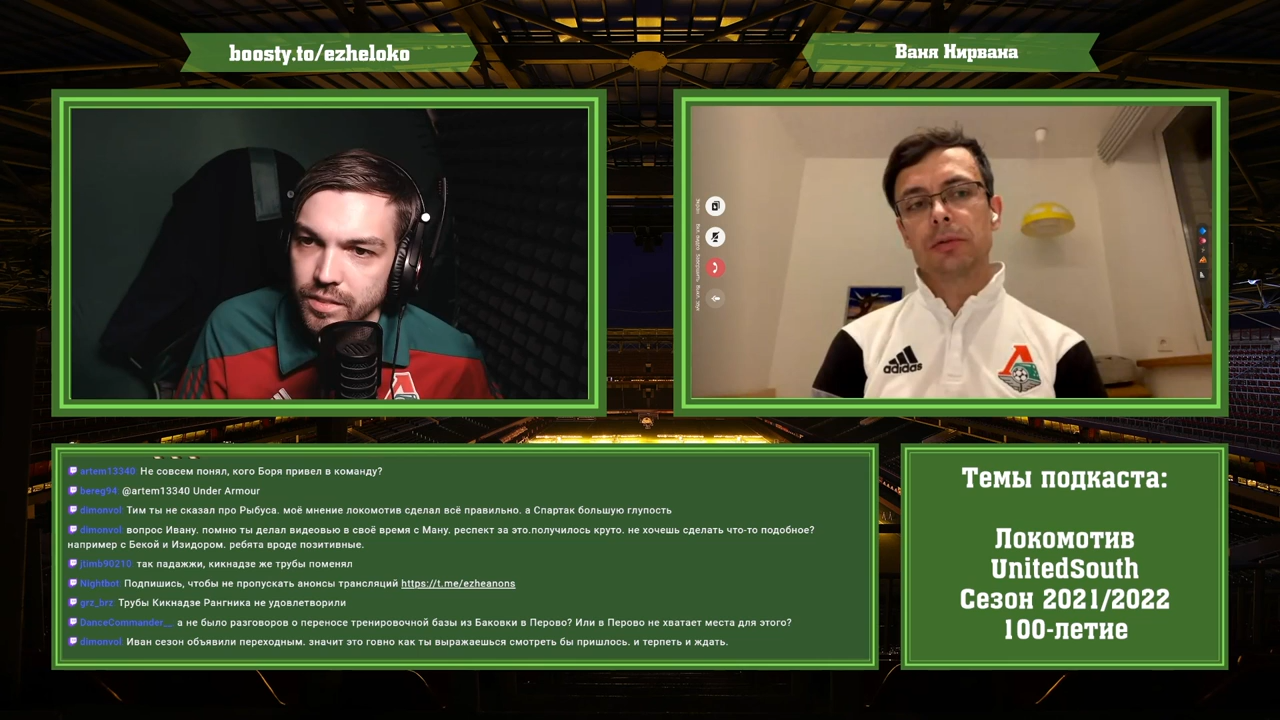 boosty.to/ezheloko
Ваня Нирвана
adidas
artem13340: Не совсем понял, кого Боря привел в команду?
bereg94: @artem13340 Under Armour
dimonvol: Тим ты не сказал про Рыбуса. моё мнение локомотив сделал всё правильно. а Спартак большую глупость
dimonvol: вопрос Ивану. помню ты делал видеовью в своё время с Ману. респект за это.получилось круто. не хочешь сделать что-то подобное?
например с Бекой и Изидором. ребята вроде позитивные.
jtimb90210: так падажжи, кикнадзе же трубы поменял
Nightbot: Подпишись, чтобы не пропускать анонсы трансляций https://t.me/ezheanons
grz_brz: Трубы Кикнадзе Рангника не удовлетворили
DanceCommander__: а не было разговоров о переносе тренировочной базы из Баковки в Перово? Или в Перово не хватает места для этого?
dimonvol: Иван сезон объявили переходным. значит это говно как ты выражаешься смотреть бы пришлось. и терпеть и ждать.
Темы подкаста:
Локомотив
UnitedSouth
Сезон 2021/2022
100-летие